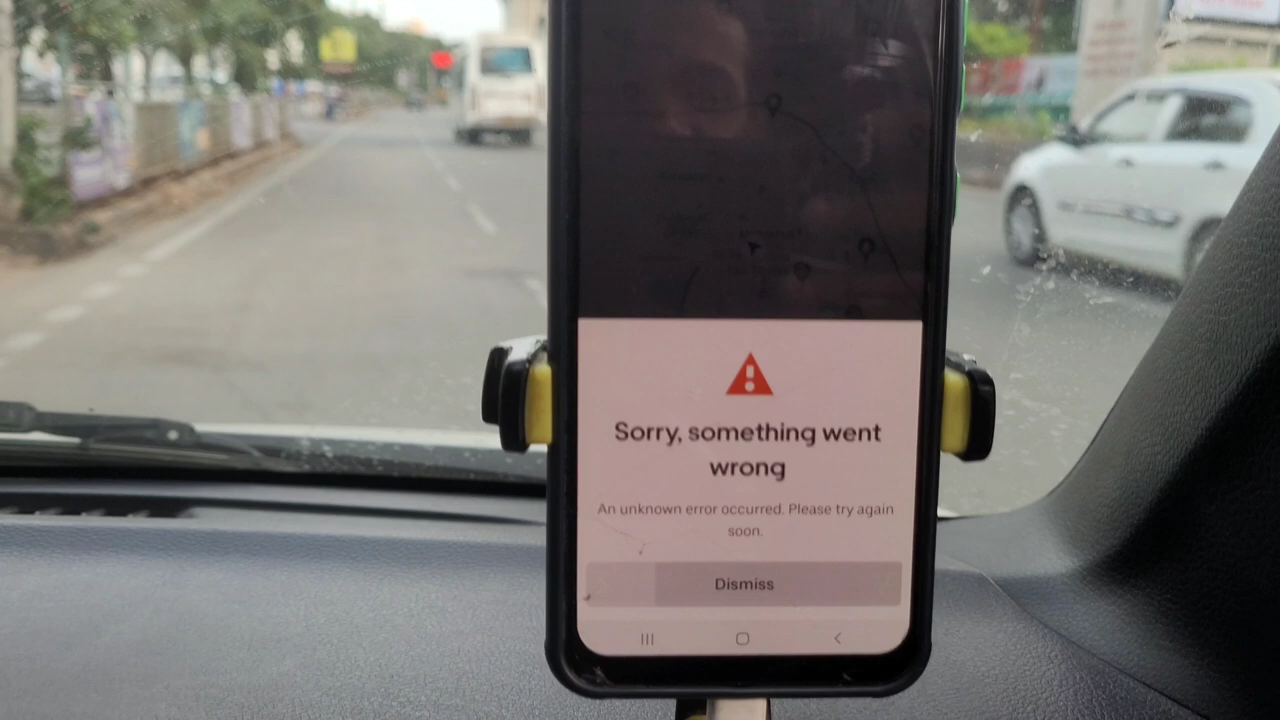 Sorry, something went
wrong
An unknown error occurred. Please try again
soon.
Dismiss